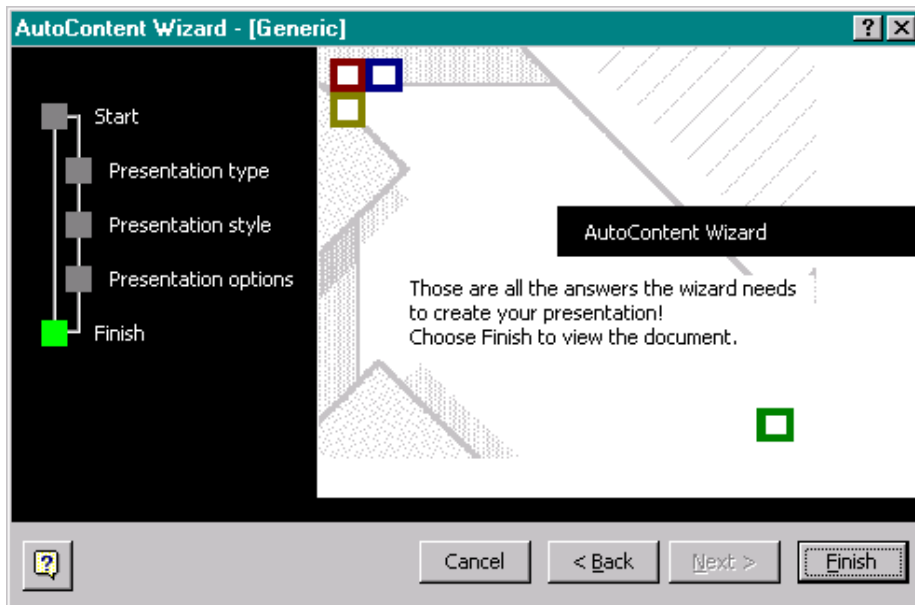 AutoContent Wizard - [Generic]
Start
Presentation type
Presentation style
Presentation options
Finish
AutoContent Wizard
Those are all the answers the wizard needs
to create your presentation!
Choose Finish to view the document.
Cancel
< Back
Next >
Finish